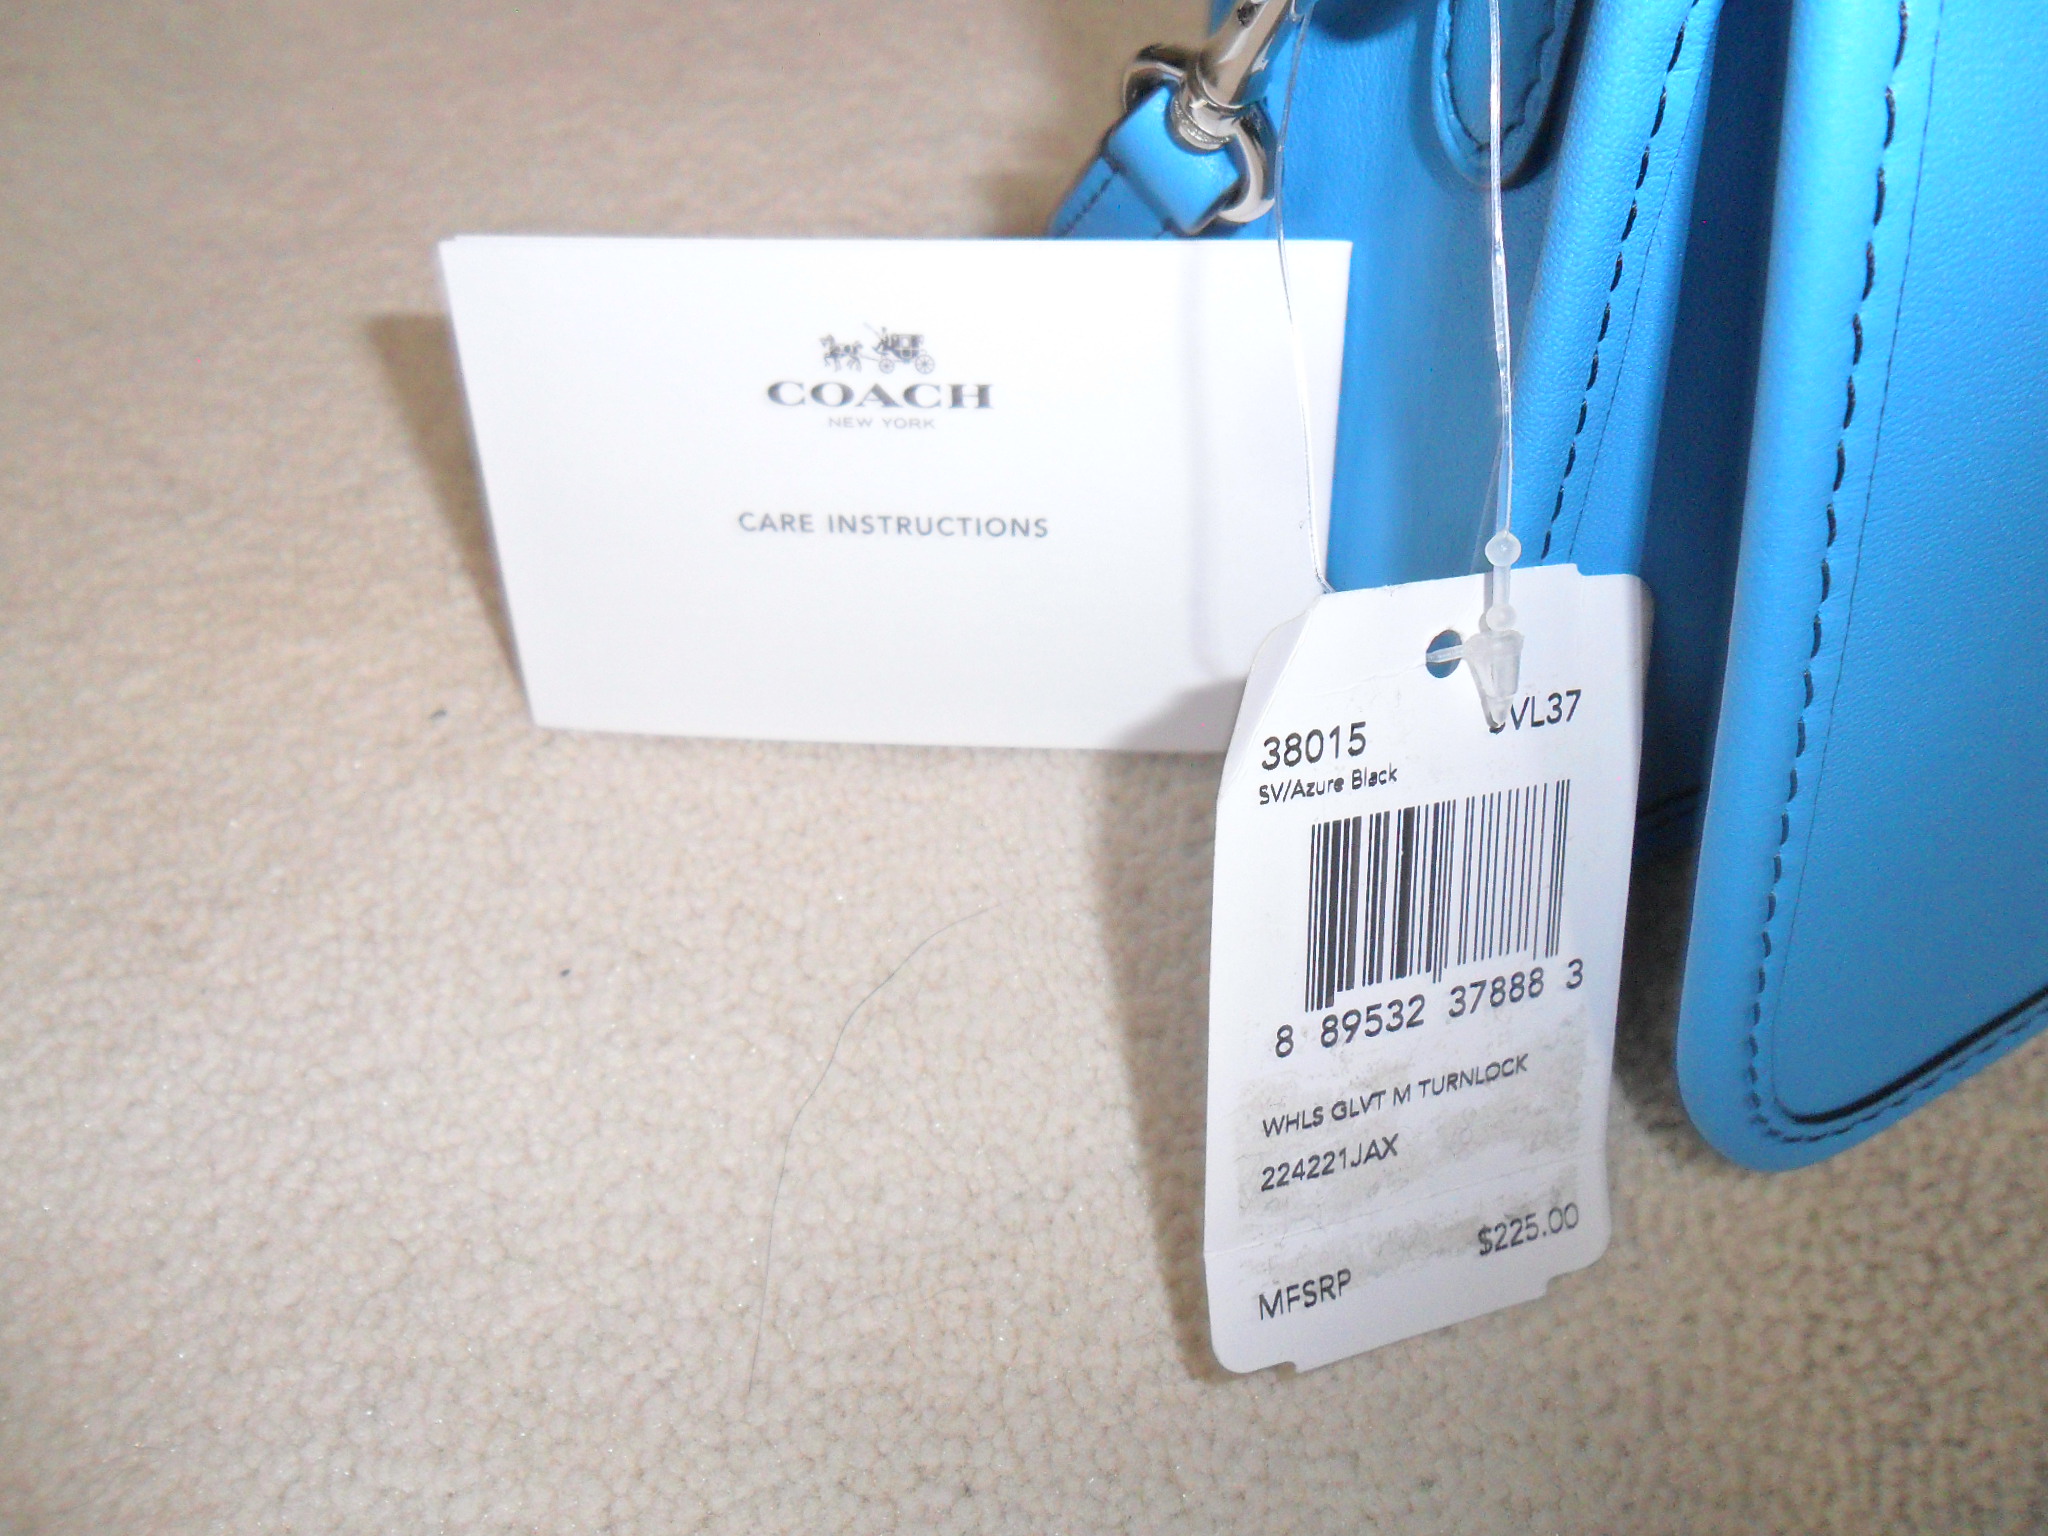 COACH
NEW YORK
CARE INSTRUCTIONS
38015
SV/Azure Black
8 89532 37888 3
WHLS GLVT M TURNLOCK
224221JAX
$225.00
MFSRP